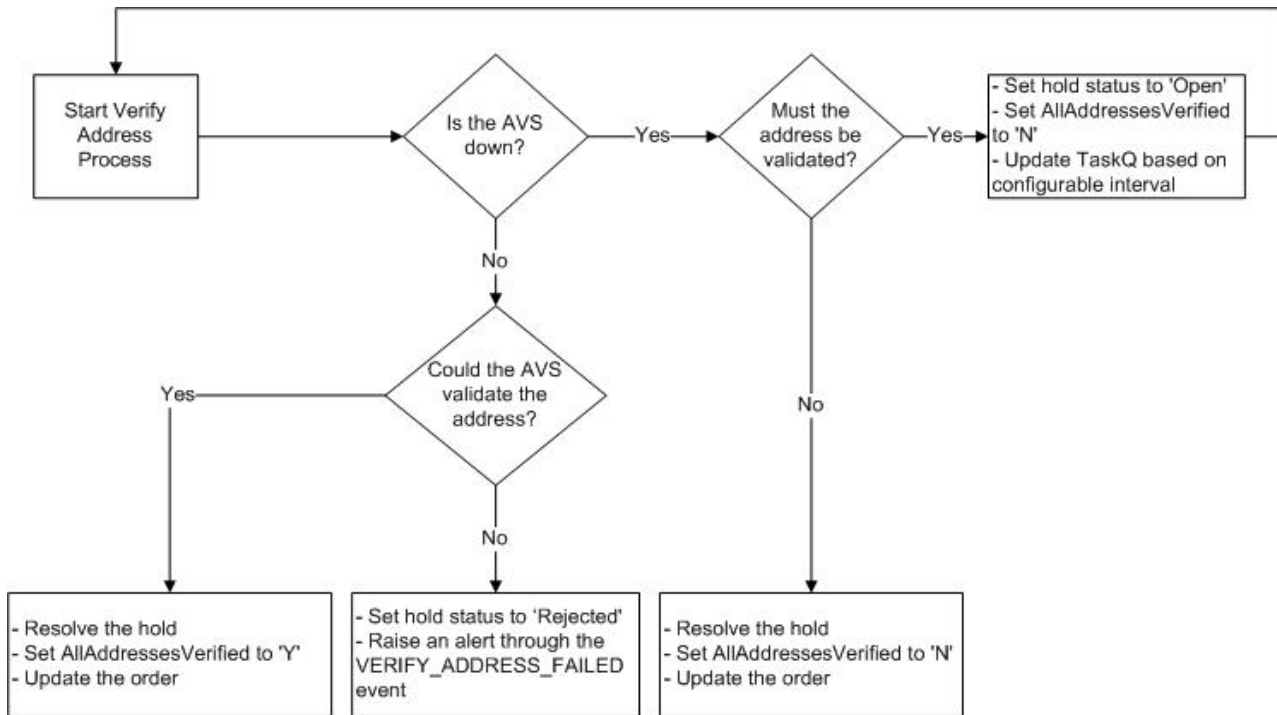 Start Verify
Address
Process
Is the AVS
down?
Yes
Must the
address be
validated?
Yes
- Set hold status to 'Open'
- Set AllAddressesVerified
to 'N'
- Update TaskQ based on
configurable interval
No
Could the AVS
validate the
address?
Yes
No
No
- Resolve the hold
- Set AllAddressesVerified to 'Y'
- Update the order
- Set hold status to 'Rejected'
- Raise an alert through the
VERIFY_ADDRESS_FAILED
event
- Resolve the hold
- Set AllAddressesVerified to 'N'
- Update the order